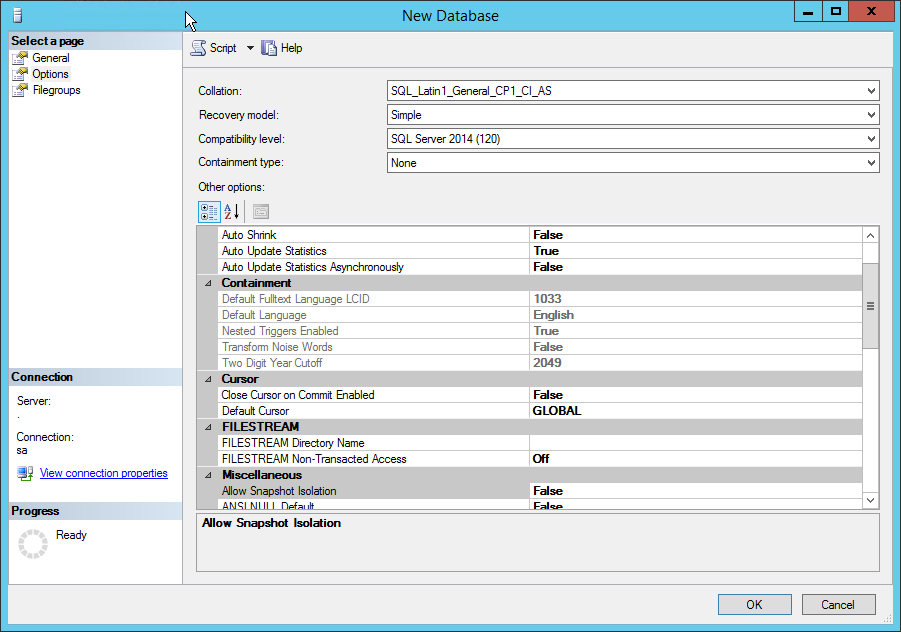 New Database
Select a page
General
Options
Filegroups
Script Help
Collation: SQL_Latin1_General_CP1_CI_AS
Recovery model: Simple
Compatibility level: SQL Server 2014 (120)
Containment type: None
Other options:
Auto Shrink False
Auto Update Statistics True
Auto Update Statistics Asynchronously False
Containment
Default Fulltext Language LCID 1033
Default Language English
Nested Triggers Enabled True
Transform Noise Words False
Two Digit Year Cutoff 2049
Cursor
Close Cursor on Commit Enabled False
Default Cursor GLOBAL
FILESTREAM
FILESTREAM Directory Name
FILESTREAM Non-Transacted Access Off
Miscellaneous
Allow Snapshot Isolation False
ANSI NULL Default False
Allow Snapshot Isolation
Connection
Server:
.
Connection:
sa
View connection properties
Progress
Ready
OK Cancel